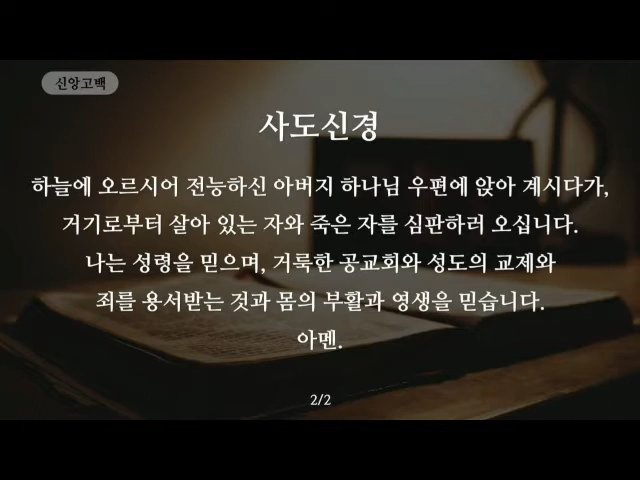 신앙고백
사도신경
하늘에 오르시어 전능하신 아버지 하나님 우편에 앉아 계시다가,
거기로부터 살아 있는 자와 죽은 자를 심판하러 오십니다.
나는 성령을 믿으며, 거룩한 공교회와 성도의 교제와
죄를 용서받는 것과 몸의 부활과 영생을 믿습니다.
아멘.
2/2